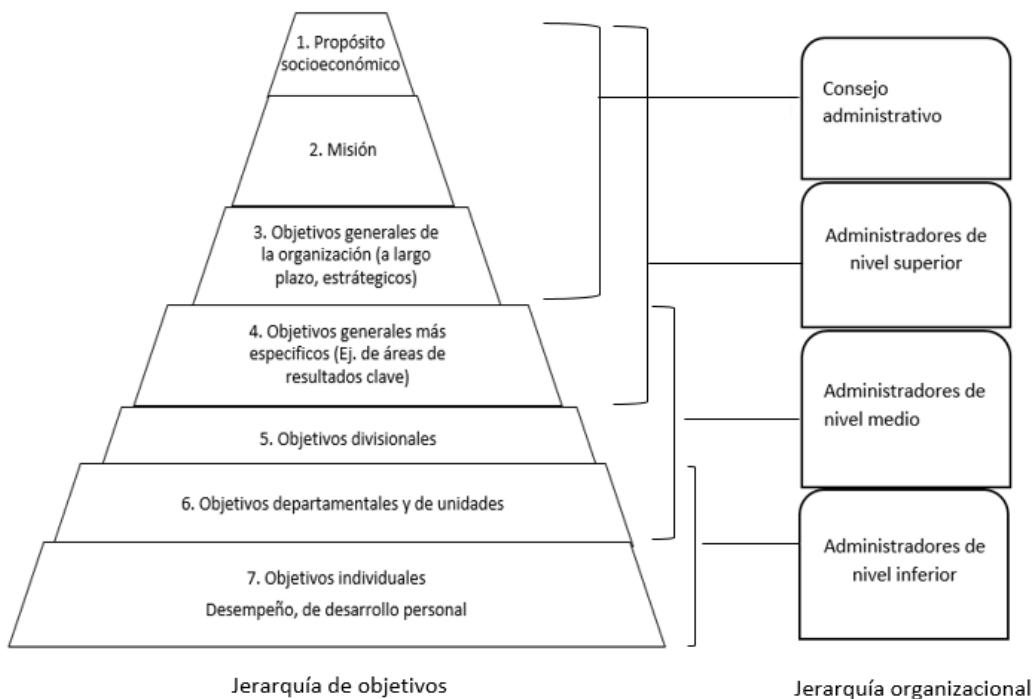 1. Propósito
socioeconómico
2. Misión
3. Objetivos generales de
la organización (a largo
plazo, estrátegicos)
4. Objetivos generales más
especificos (Ej. de áreas de
resultados clave)
5. Objetivos divisionales
6. Objetivos departamentales y de unidades
7. Objetivos individuales
Desempeño, de desarrollo personal
Jerarquía de objetivos
Consejo
administrativo
Administradores de
nivel superior
Administradores de
nivel medio
Administradores de
nivel inferior
Jerarquía organizacional